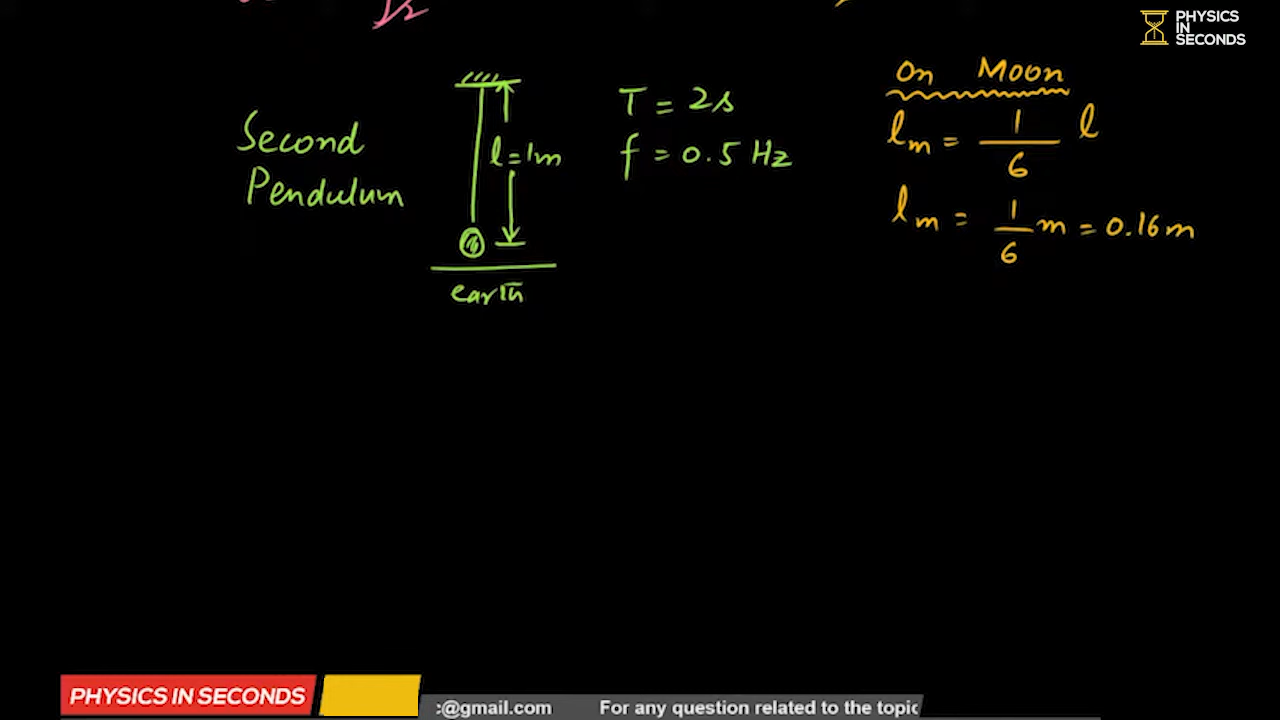 PHYSICS
IN
SECONDS
Second
Pendulum
l = 1m
earth
T = 2s
f = 0.5 Hz
On Moon
lm = 1/6 l
lm = 1/6 m = 0.16m
PHYSICS IN SECONDS
c@gmail.com For any question related to the topic